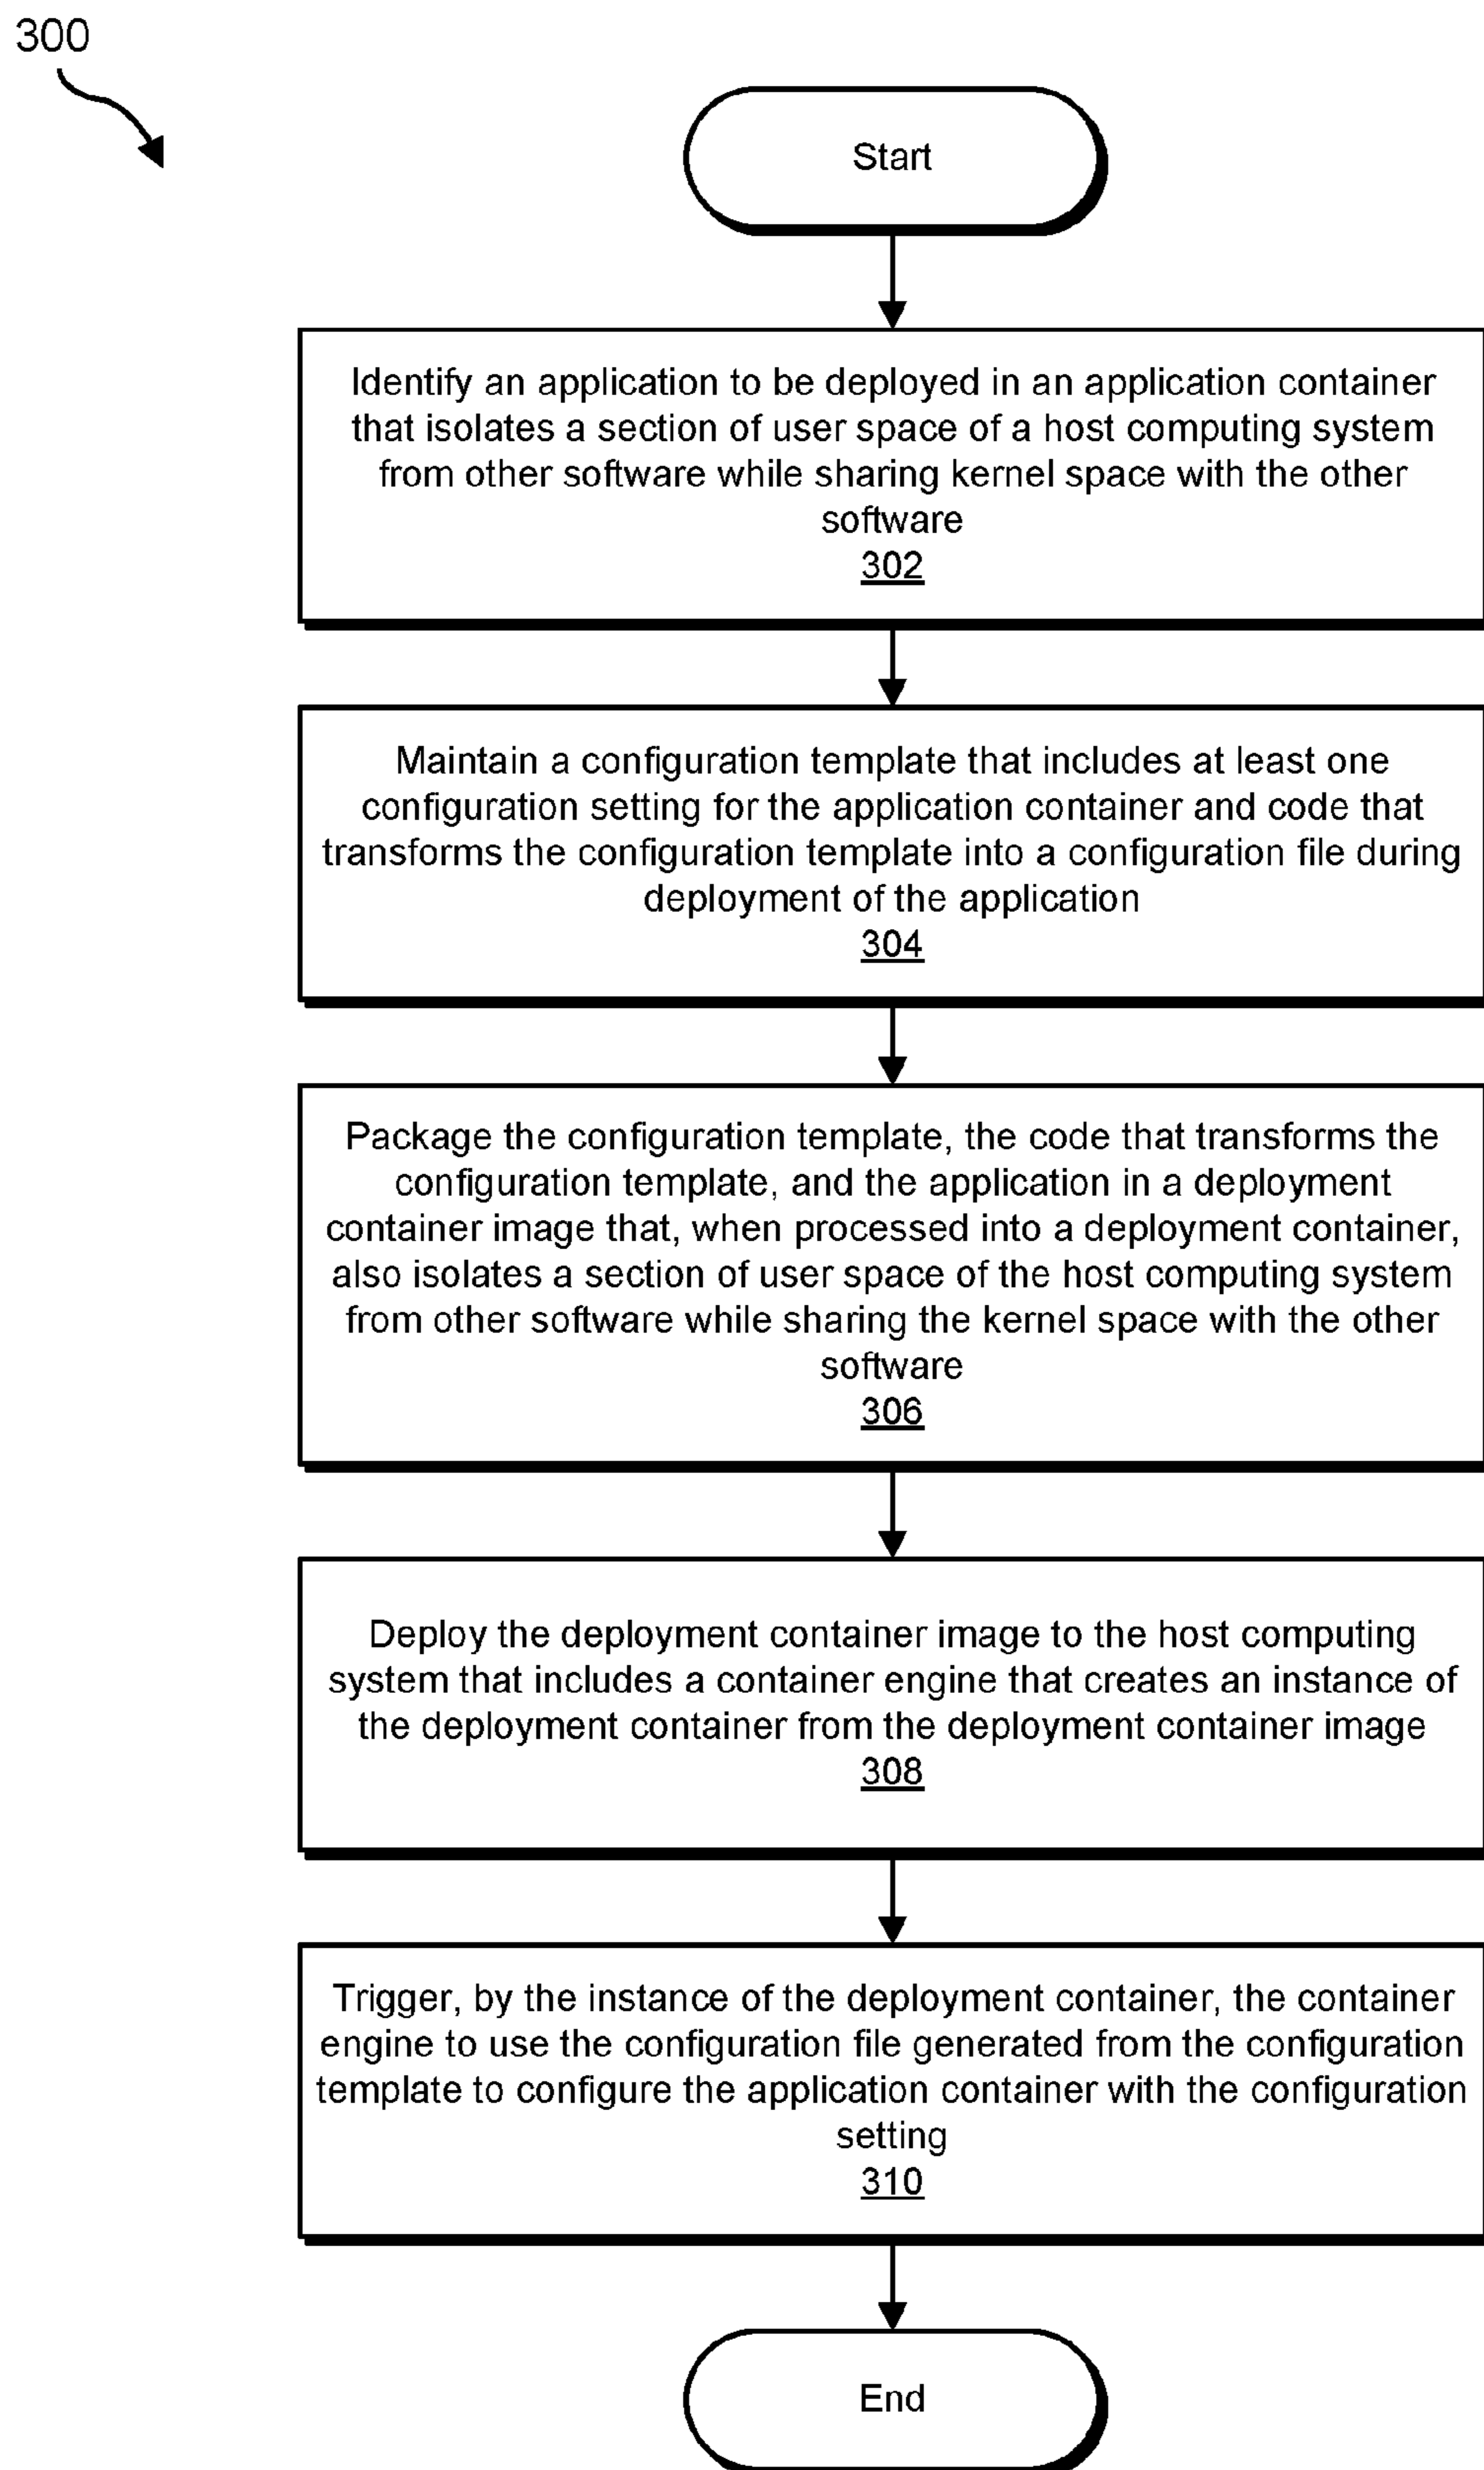 300
Start
Identify an application to be deployed in an application container
that isolates a section of user space of a host computing system
from other software while sharing kernel space with the other
software
302
Maintain a configuration template that includes at least one
configuration setting for the application container and code that
transforms the configuration template into a configuration file during
deployment of the application
304
Package the configuration template, the code that transforms the
configuration template, and the application in a deployment
container image that, when processed into a deployment container,
also isolates a section of user space of the host computing system
from other software while sharing the kernel space with the other
software
306
Deploy the deployment container image to the host computing
system that includes a container engine that creates an instance of
the deployment container from the deployment container image
308
Trigger, by the instance of the deployment container, the container
engine to use the configuration file generated from the configuration
template to configure the application container with the configuration
setting
310
End